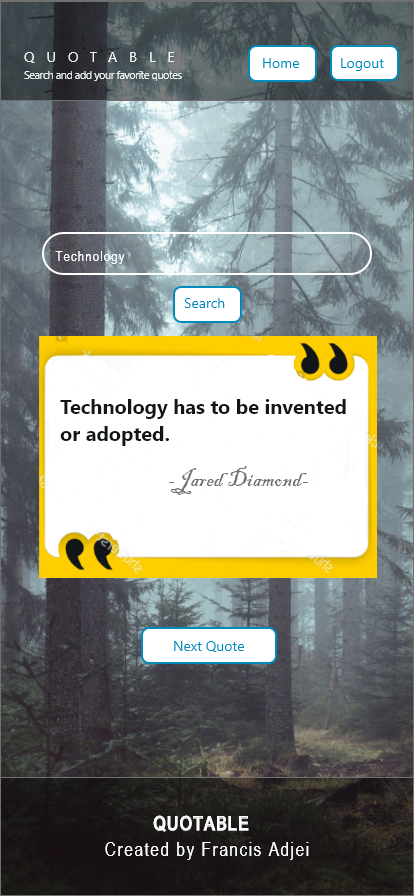 QUOTABLE
Search and add your favorite quotes
Home
Logout
Technology
Search
Technology has to be invented
or adopted.
-Jared Diamond-
Next Quote
QUOTABLE
Created by Francis Adjei